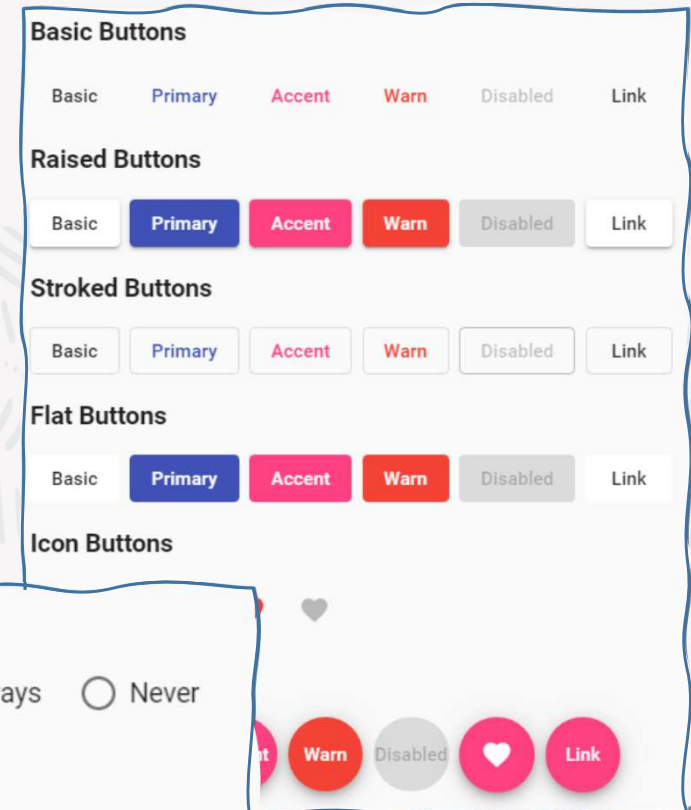 Basic Buttons
Basic Primary Accent Warn Disabled Link
Raised Buttons
Basic Primary Accent Warn Disabled Link
Stroked Buttons
Basic Primary Accent Warn Disabled Link
Flat Buttons
Basic Primary Accent Warn Disabled Link
Icon Buttons
Never
Warn Disabled Link